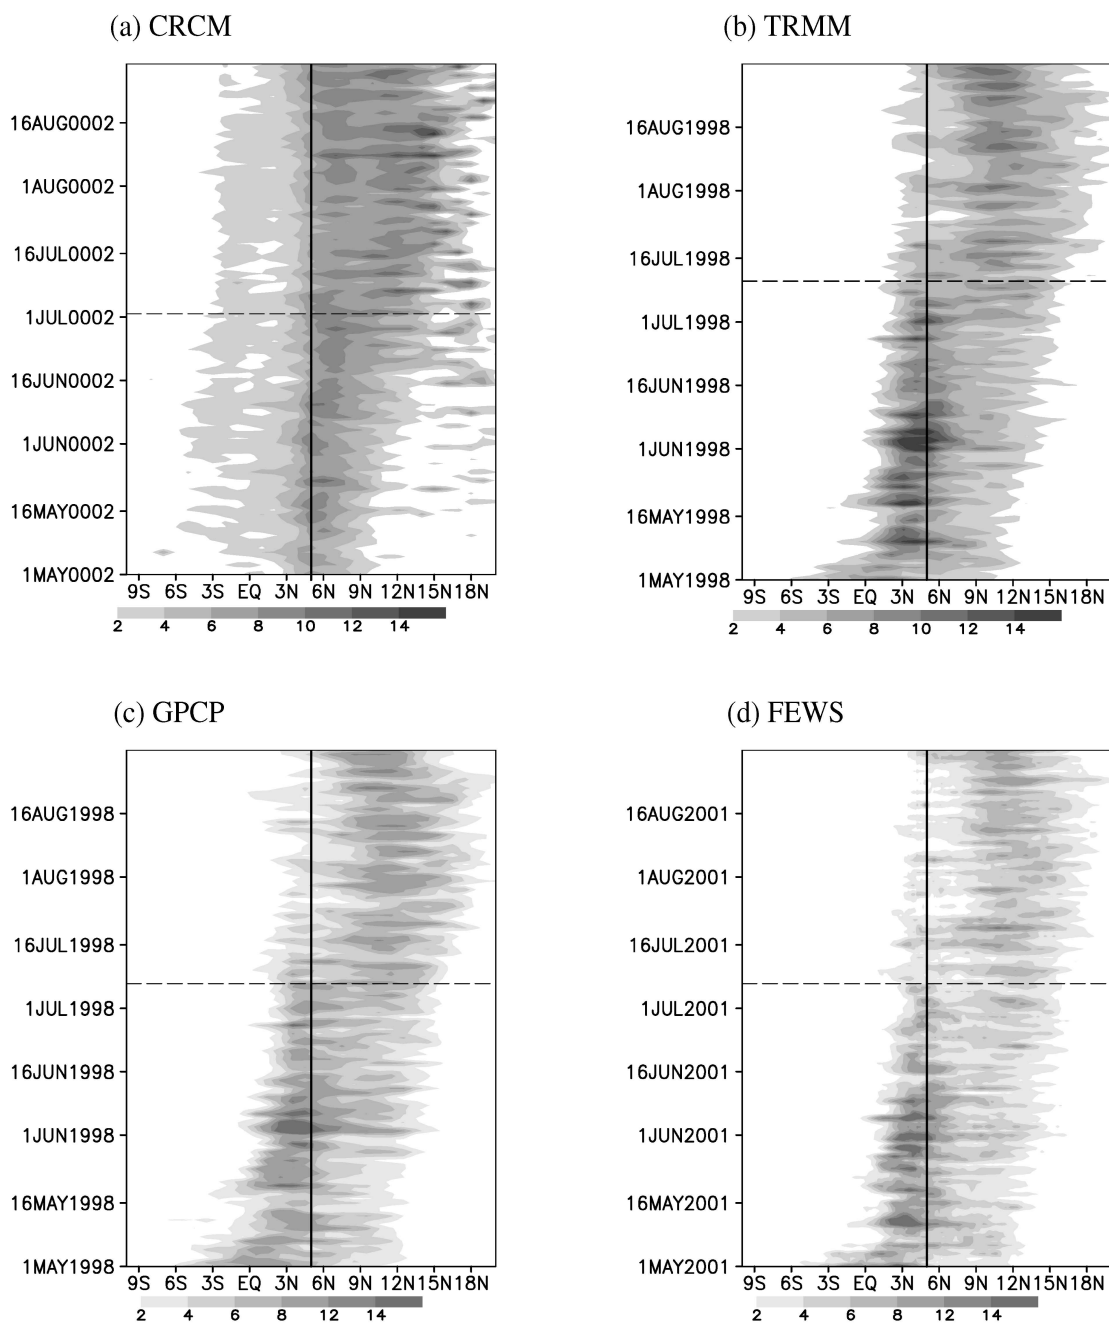 (a) CRCM
16AUG0002
1AUG0002
16JUL0002
1JUL0002
16JUN0002
1JUN0002
16MAY0002
1MAY0002
9S 6S 3S EQ 3N 6N 9N 12N 15N 18N
2 4 6 8 10 12 14
(b) TRMM
16AUG1998
1AUG1998
16JUL1998
1JUL1998
16JUN1998
1JUN1998
16MAY1998
1MAY1998
9S 6S 3S EQ 3N 6N 9N 12N 15N 18N
2 4 6 8 10 12 14
(c) GPCP
16AUG1998
1AUG1998
16JUL1998
1JUL1998
16JUN1998
1JUN1998
16MAY1998
1MAY1998
9S 6S 3S EQ 3N 6N 9N 12N 15N 18N
2 4 6 8 12 14
(d) FEWS
16AUG2001
1AUG2001
16JUL2001
1JUL2001
16JUN2001
1JUN2001
16MAY2001
1MAY2001
9S 6S 3S EQ 3N 6N 9N 12N 15N 18N
2 4 6 8 12 14